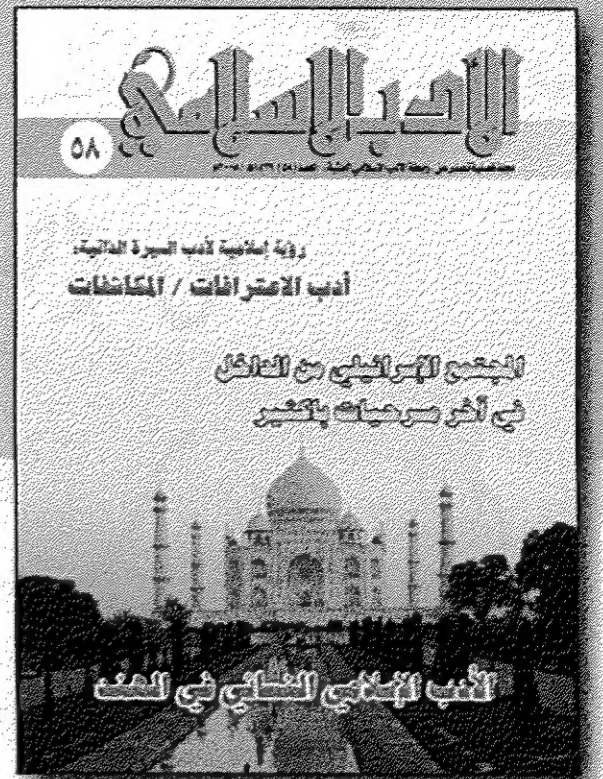 الأدب الإسلامي
٥٨
رؤية إسلامية لأدب السيرة الذاتية:
أدب الاعترافات / المكاشفات
المجتمع الإسرائيلي من الداخل
في آخر مسرحيات باكثير
الأدب الإسلامي النسائي في الهند